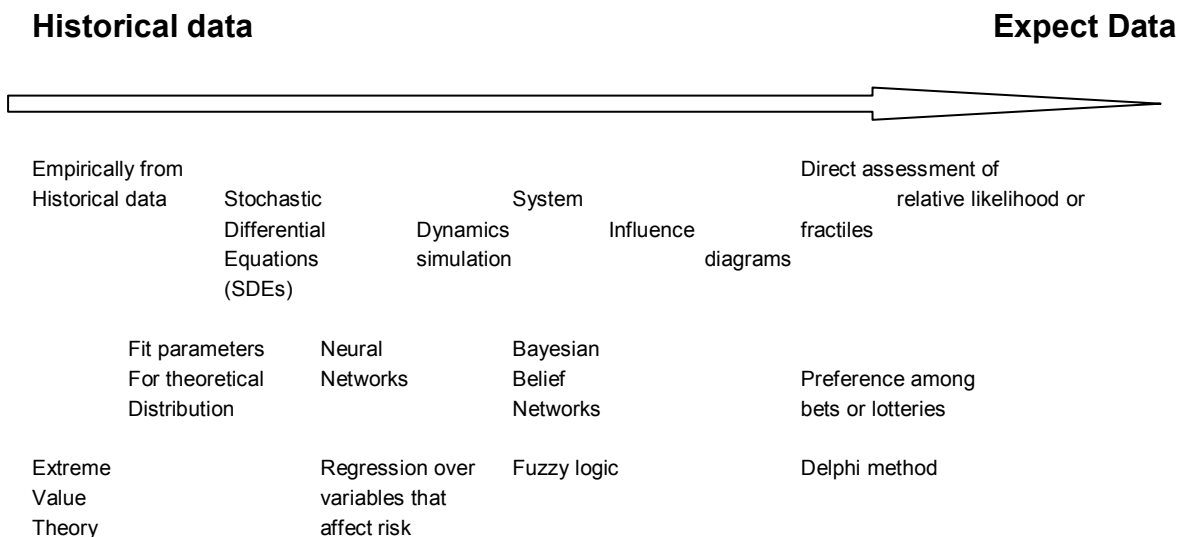 Historical data Expect Data
Empirically from Direct assessment of
Historical data Stochastic System relative likelihood or
Differential Dynamics Influence fractiles
Equations simulation diagrams
(SDEs)
Fit parameters Neural Bayesian
For theoretical Networks Belief Preference among
Distribution Networks bets or lotteries
Extreme Regression over Fuzzy logic Delphi method
Value variables that
Theory affect risk